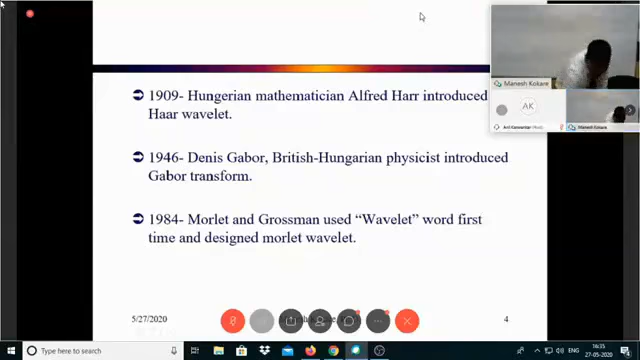 1909- Hungerian mathematician Alfred Harr introduced
Haar wavelet.
1946- Denis Gabor, British-Hungarian physicist introduced
Gabor transform.
1984- Morlet and Grossman used “Wavelet” word first
time and designed morlet wavelet.
5/27/2020
4
Manesh Kokare
AK
Manesh Kokare
Type here to search
ENG
16:35
27-05-2020